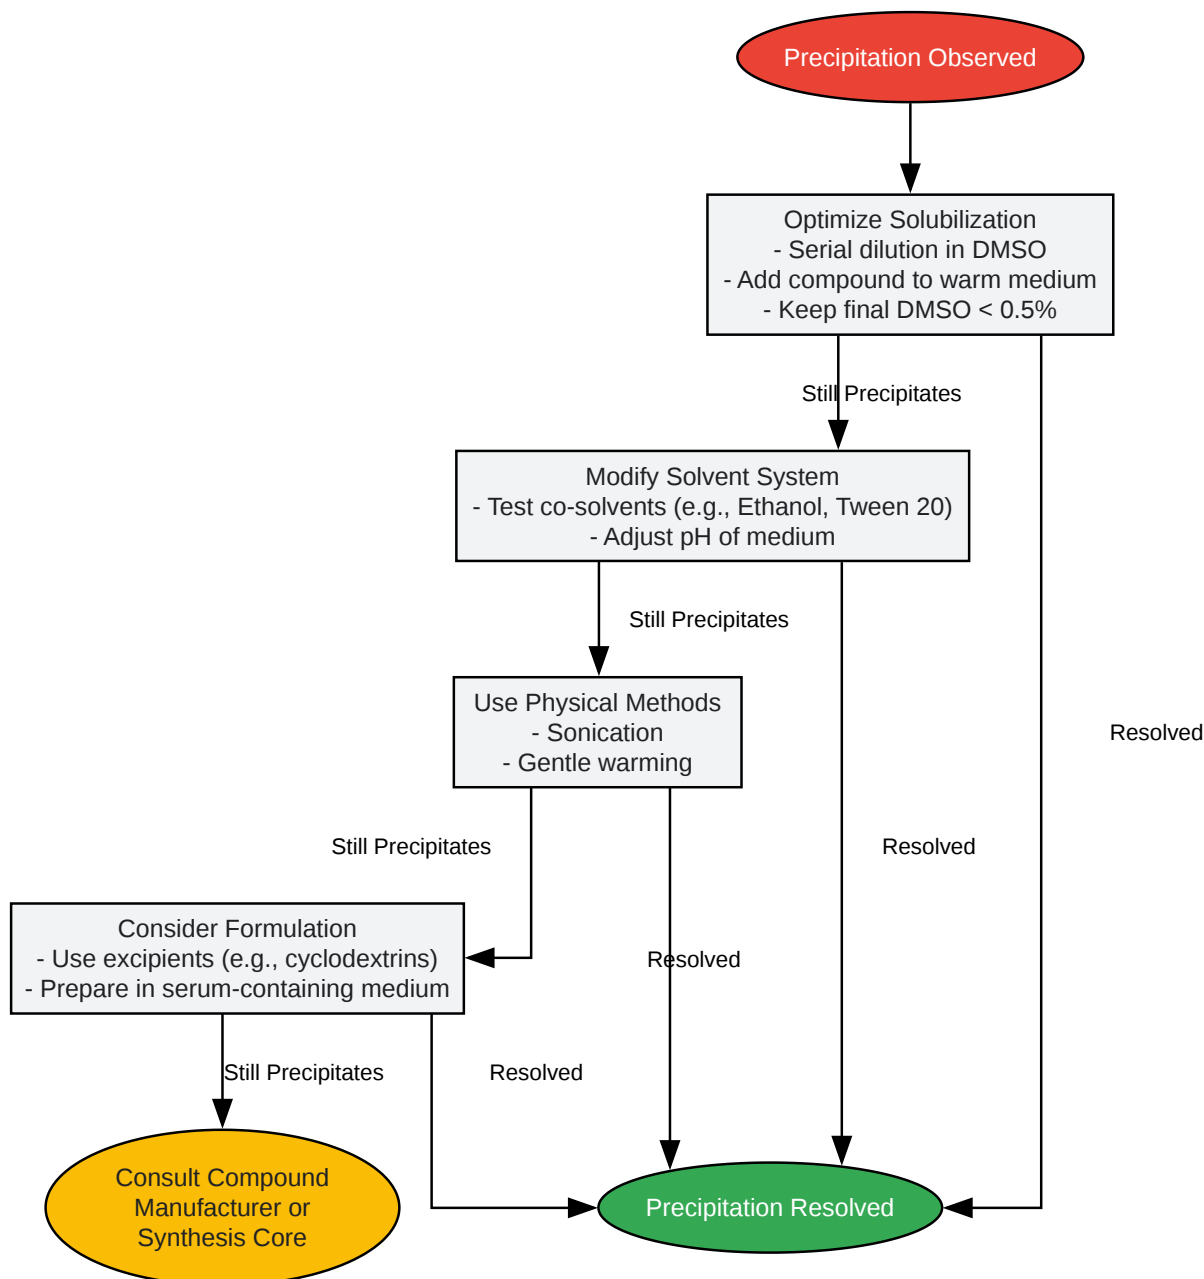 Precipitation Observed
Optimize Solubilization
- Serial dilution in DMSO
- Add compound to warm medium
- Keep final DMSO < 0.5%
Still Precipitates
Modify Solvent System
- Test co-solvents (e.g., Ethanol, Tween 20)
- Adjust pH of medium
Still Precipitates
Use Physical Methods
- Sonication
- Gentle warming
Resolved
Still Precipitates
Resolved
Consider Formulation
- Use excipients (e.g., cyclodextrins)
- Prepare in serum-containing medium
Resolved
Still Precipitates
Resolved
Consult Compound
Manufacturer or
Synthesis Core
Precipitation Resolved